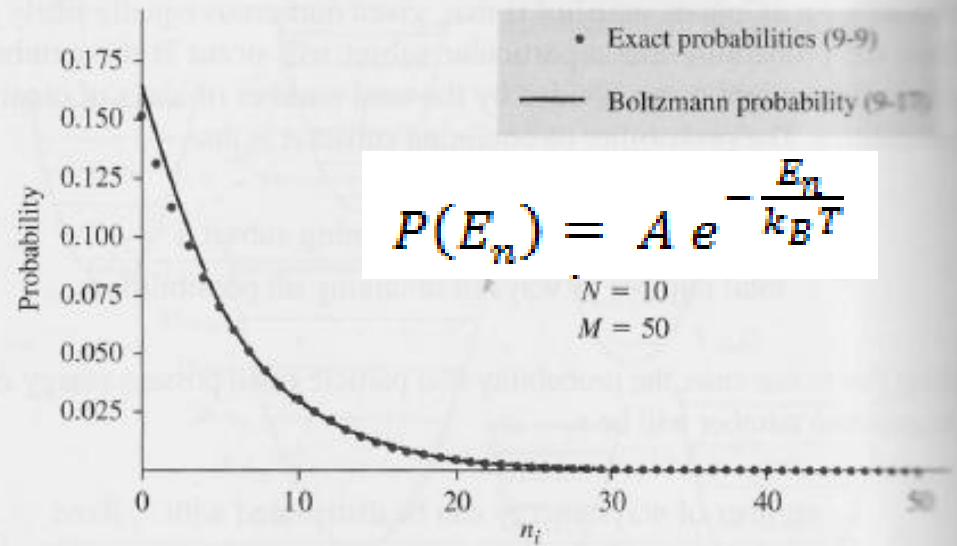 Exact probabilities (9-9)
Boltzmann probability (9-17)
P(E_n) = A e^{-\frac{E_n}{k_B T}}
N = 10
M = 50
Probability
0.175
0.150
0.125
0.100
0.075
0.050
0.025
0 10 20 30 40 50
n_i